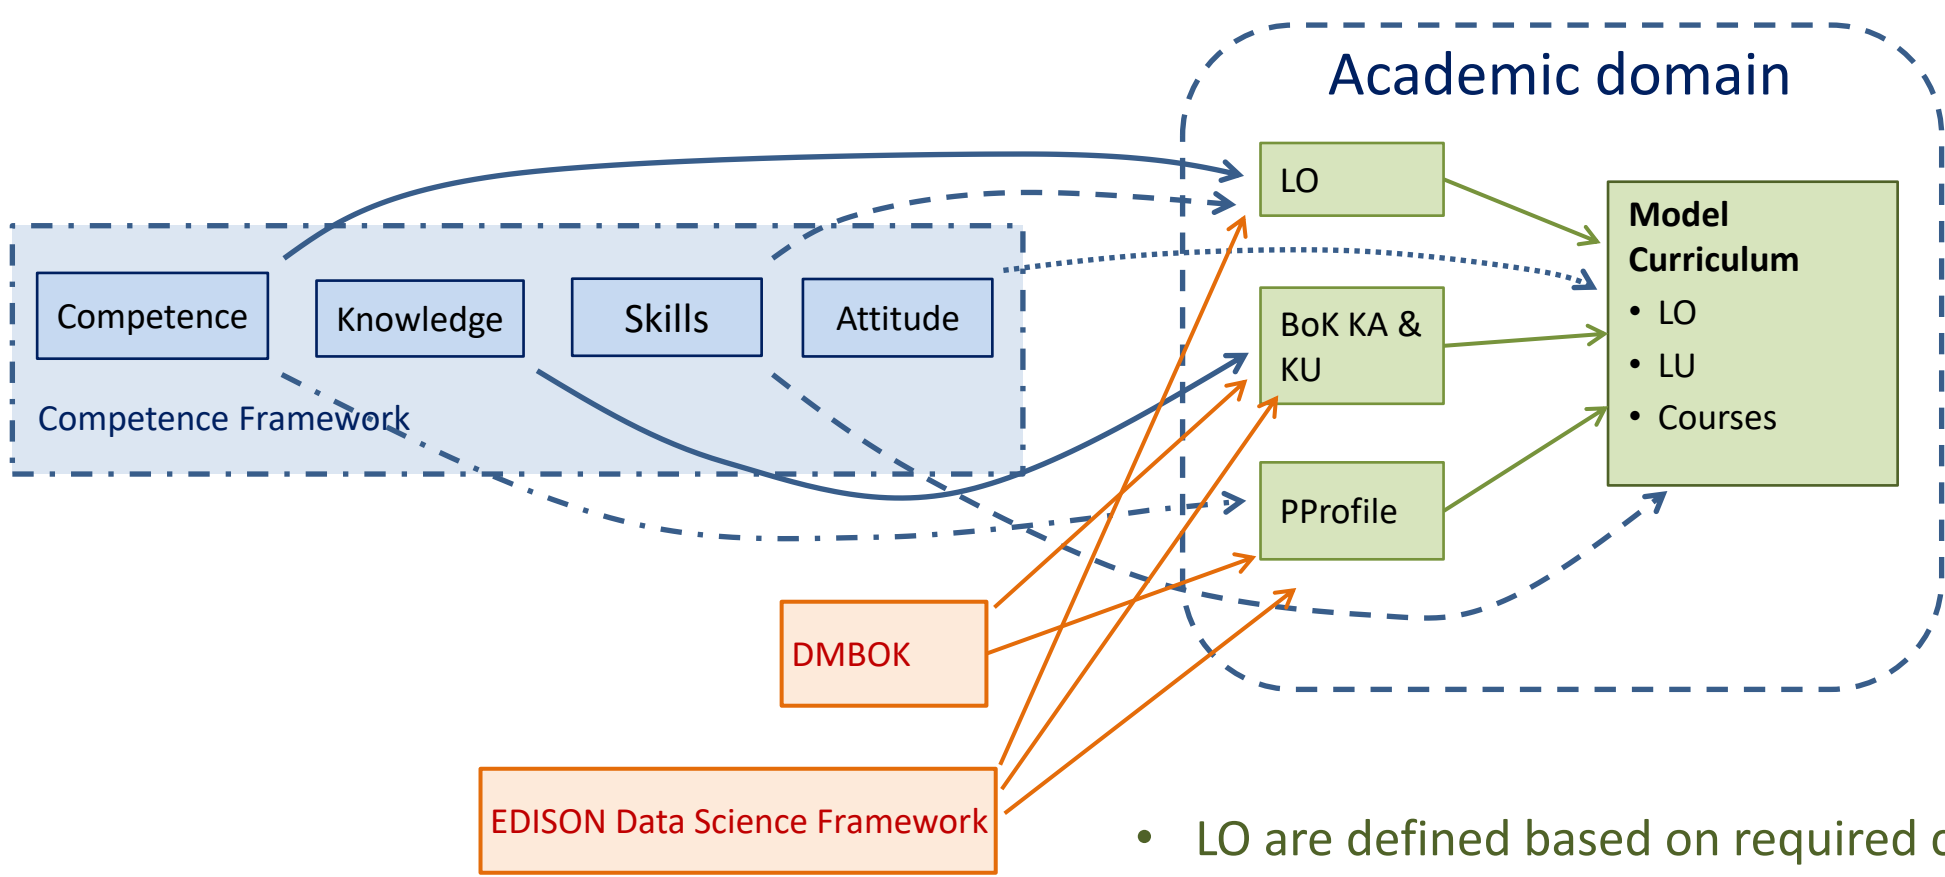 Academic domain
LO
Model
Curriculum
• LO
• LU
• Courses
Competence
Knowledge
Skills
Attitude
BoK KA &
KU
Competence Framework
PProfile
DMBOK
EDISON Data Science Framework
• LO are defined based on required